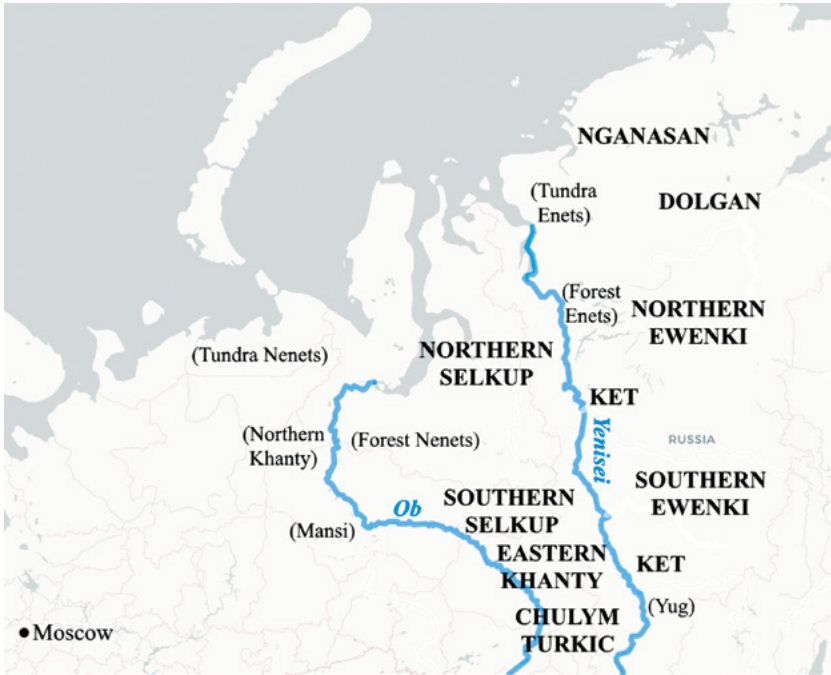 NGANASAN
(Tundra
Enets)
DOLGAN
(Forest
Enets)
NORTHERN
EWENKI
(Tundra Nenets)
NORTHERN
SELKUP
KET
(Northern
Khanty)
(Forest Nenets)
Yenisei
RUSSIA
SOUTHERN
EWENKI
Ob
SOUTHERN
SELKUP
(Mansi)
EASTERN
KHANTY
KET
(Yug)
CHULYM
TURKIC
Moscow